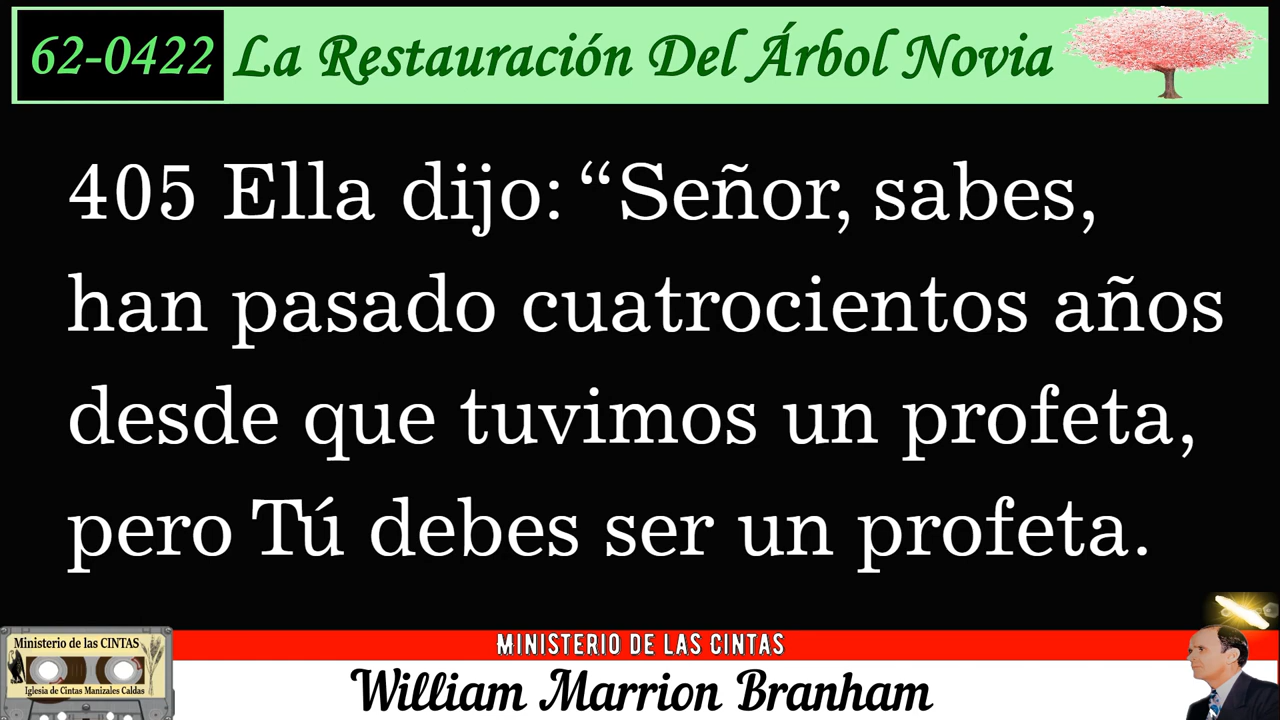 62-0422 La Restauración Del Árbol Novia
405 Ella dijo: “Señor, sabes,
han pasado cuatrocientos años
desde que tuvimos un profeta,
pero Tú debes ser un profeta.
Ministerio de las CINTAS
Iglesia de Cintas Manizales Caldas
MINISTERIO DE LAS CINTAS
William Marrion Branham